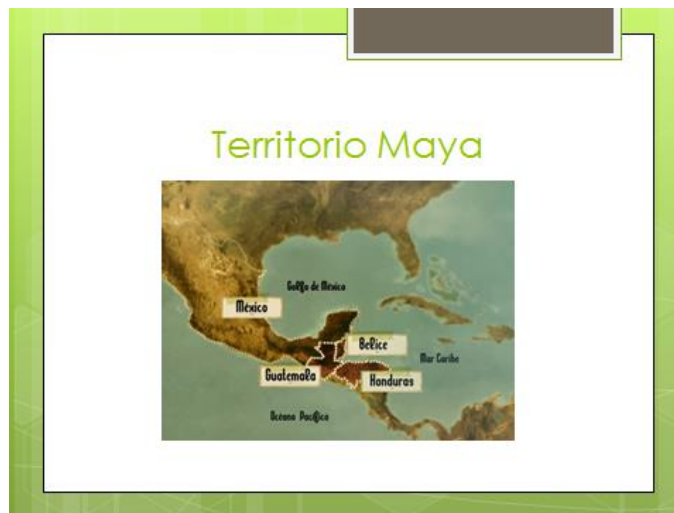 Territorio Maya
Golfo de México
México
Belice
Mar Caribe
Guatemala
Honduras
Océano Pacífico